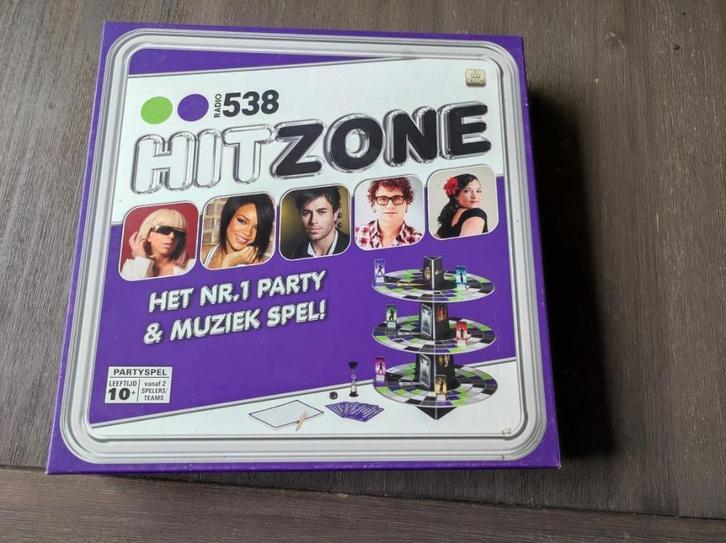 RADIO 538
HITZONE
HET NR.1 PARTY
& MUZIEK SPEL!
PARTYSPEL
LEEFTIJD
10+
vanaf 2
SPELERS/
TEAMS